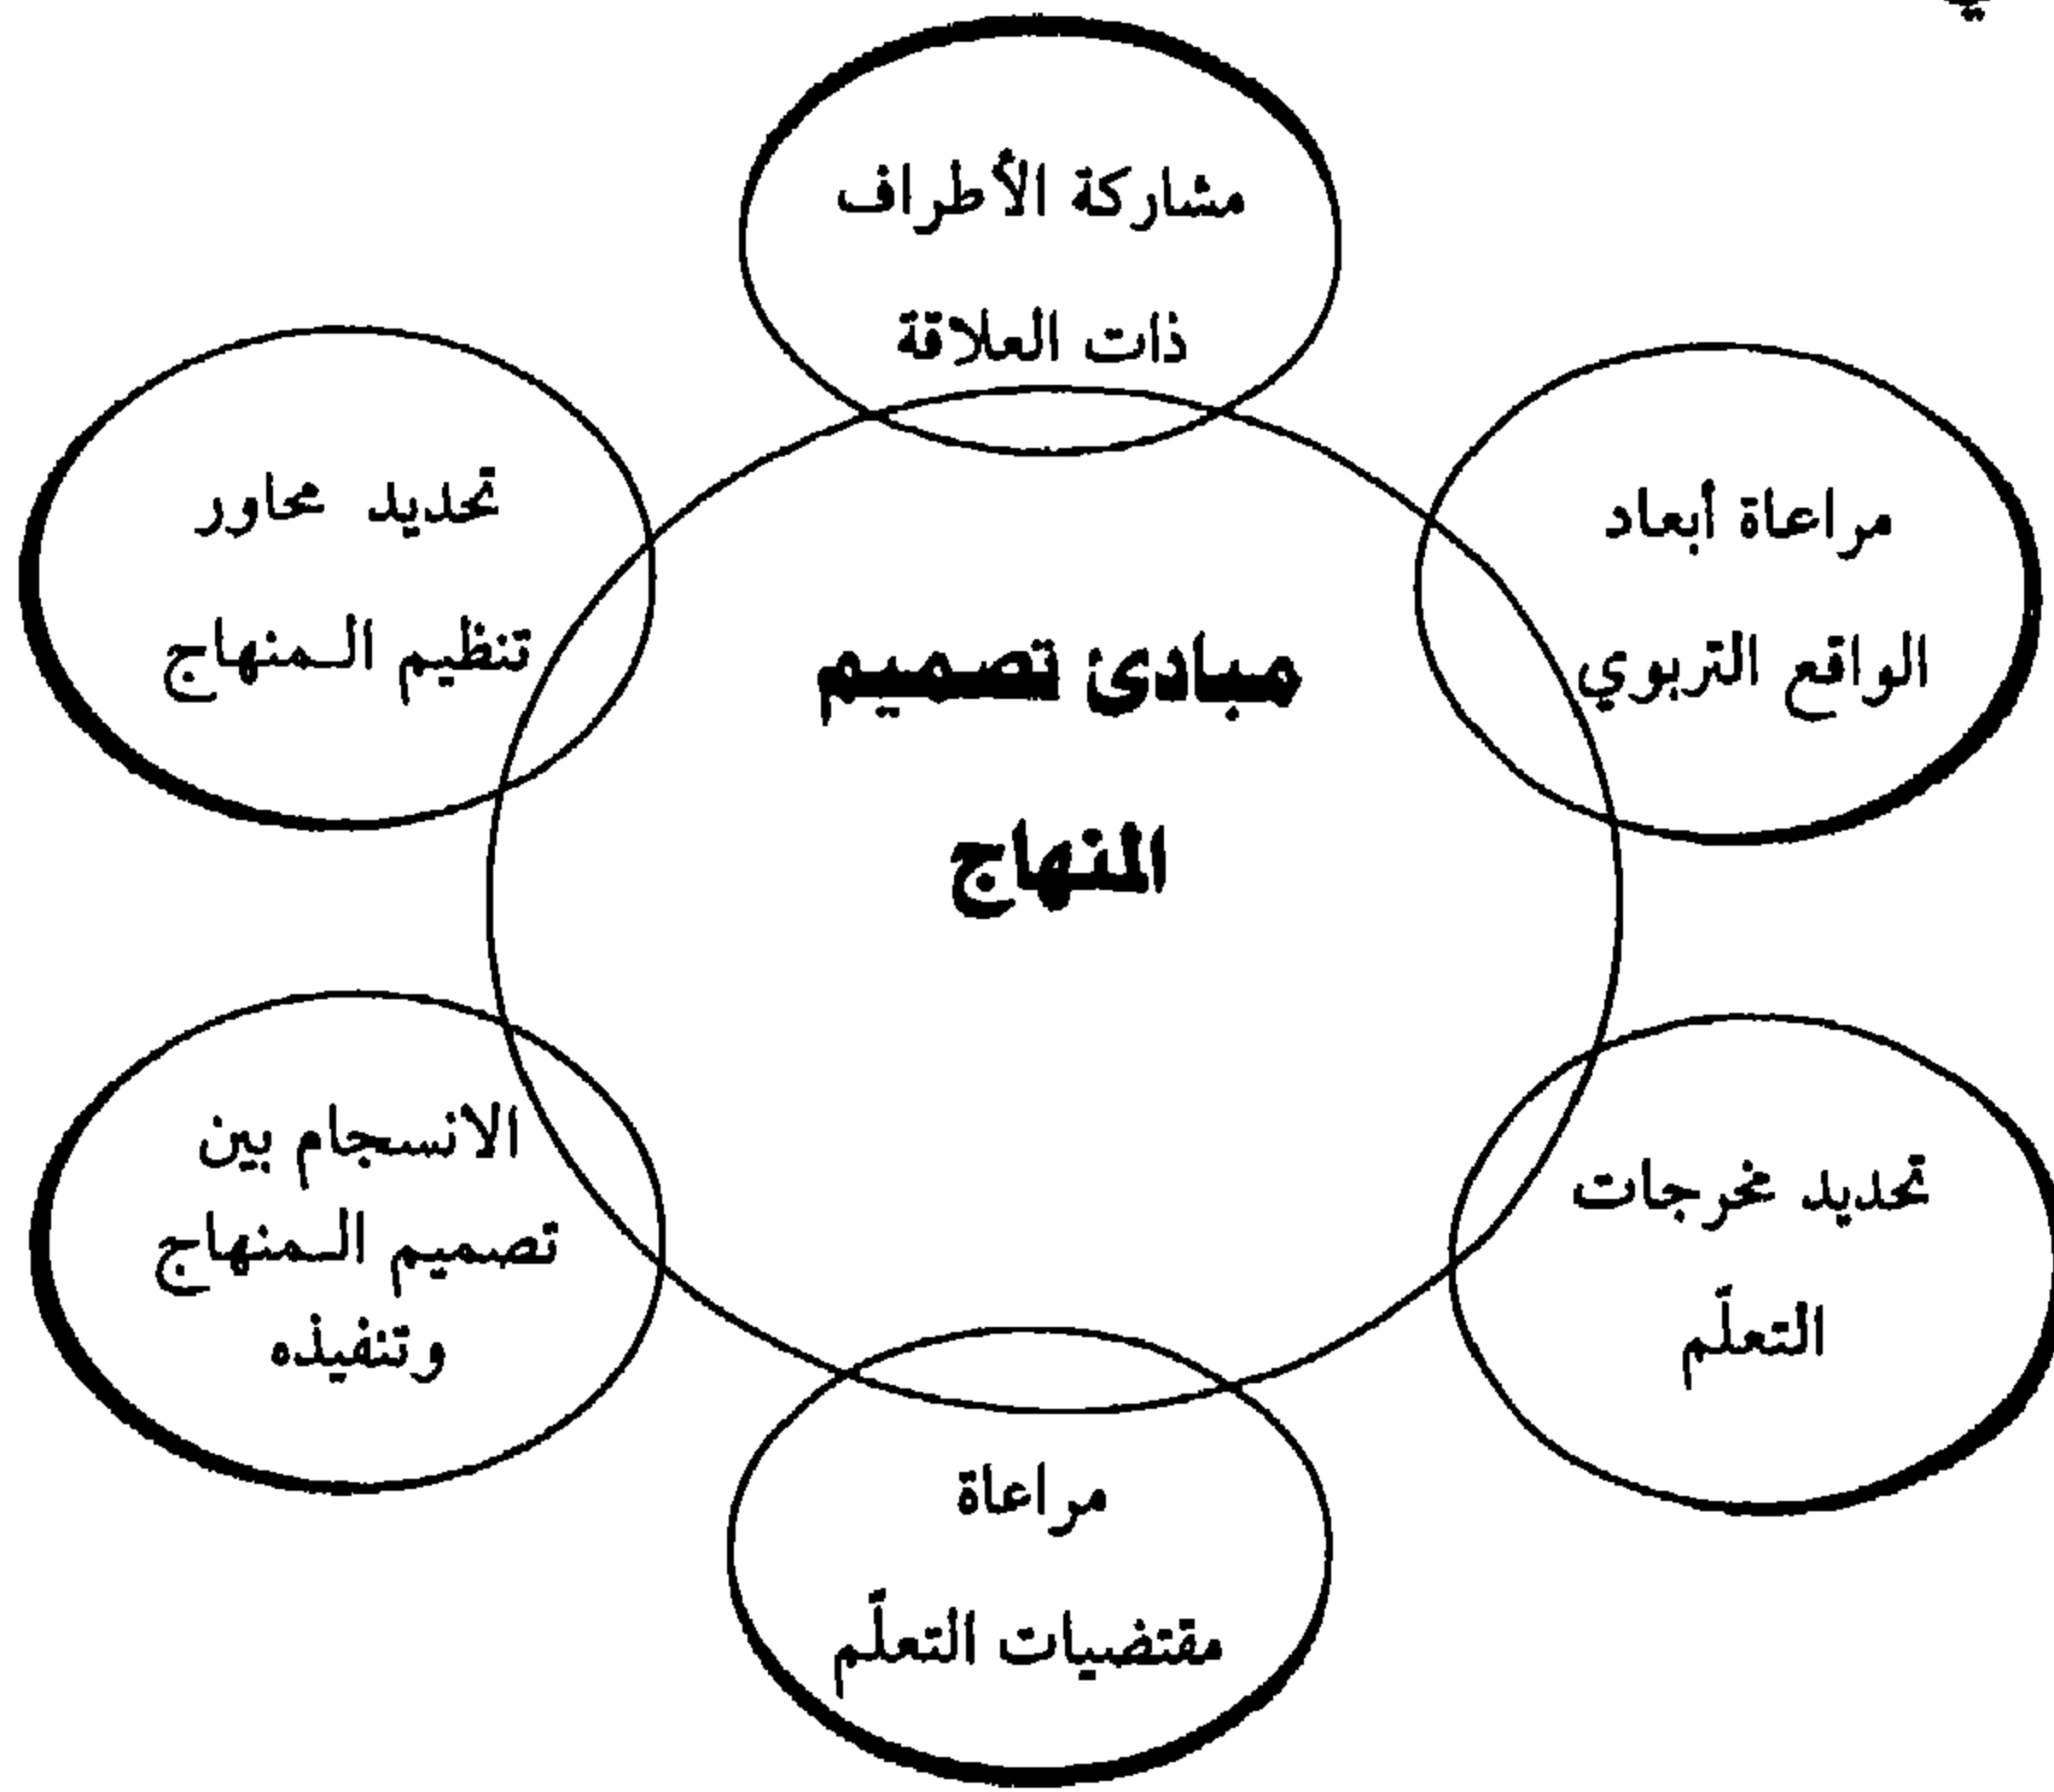 مشاركة الأطراف
ذات العلاقة
مراعاة أبعاد
الواقع التربوي
تحديد محاور
تنظيم المنهاج
مبادئ تصميم
المنهاج
تحديد مخرجات
التعلّم
الانسجام بين
تصميم المنهاج
وتنفيذه
مراعاة
مقتضيات التعلّم